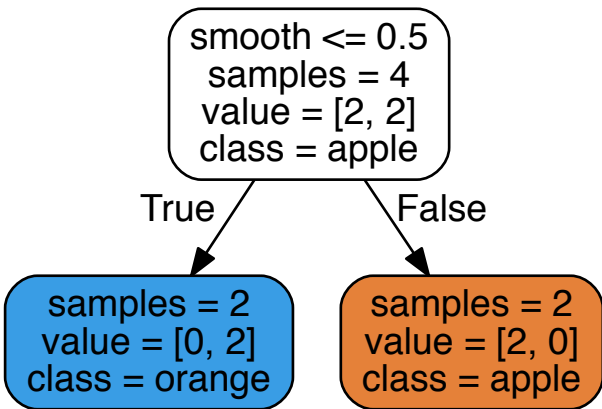 smooth <= 0.5
samples = 4
value = [2, 2]
class = apple
True
False
samples = 2
value = [0, 2]
class = orange
samples = 2
value = [2, 0]
class = apple